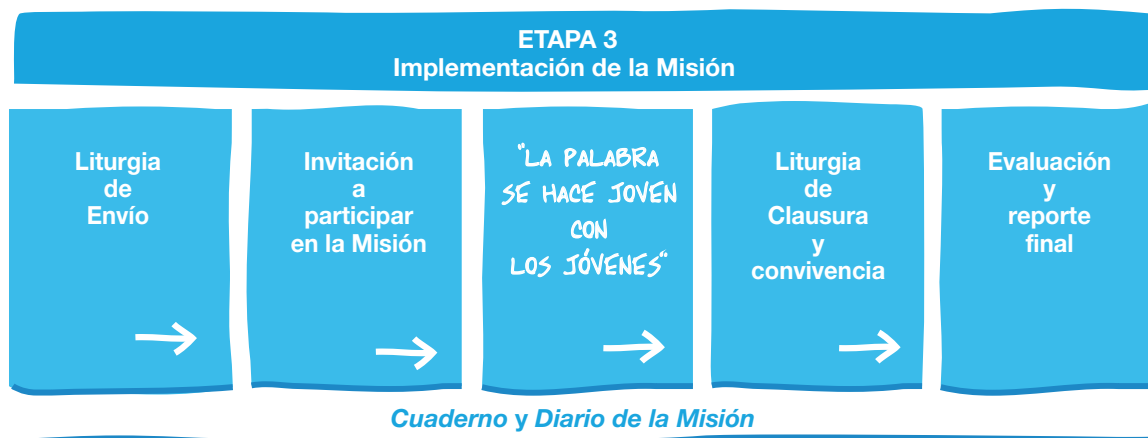 ETAPA 3
Implementación de la Misión
Liturgia
de
Envío
Invitación
a
participar
en la Misión
"LA PALABRA
SE HACE JOVEN
CON
LOS JÓVENES"
Liturgia
de
Clausura
y
convivencia
Evaluación
y
reporte
final
Cuaderno y Diario de la Misión